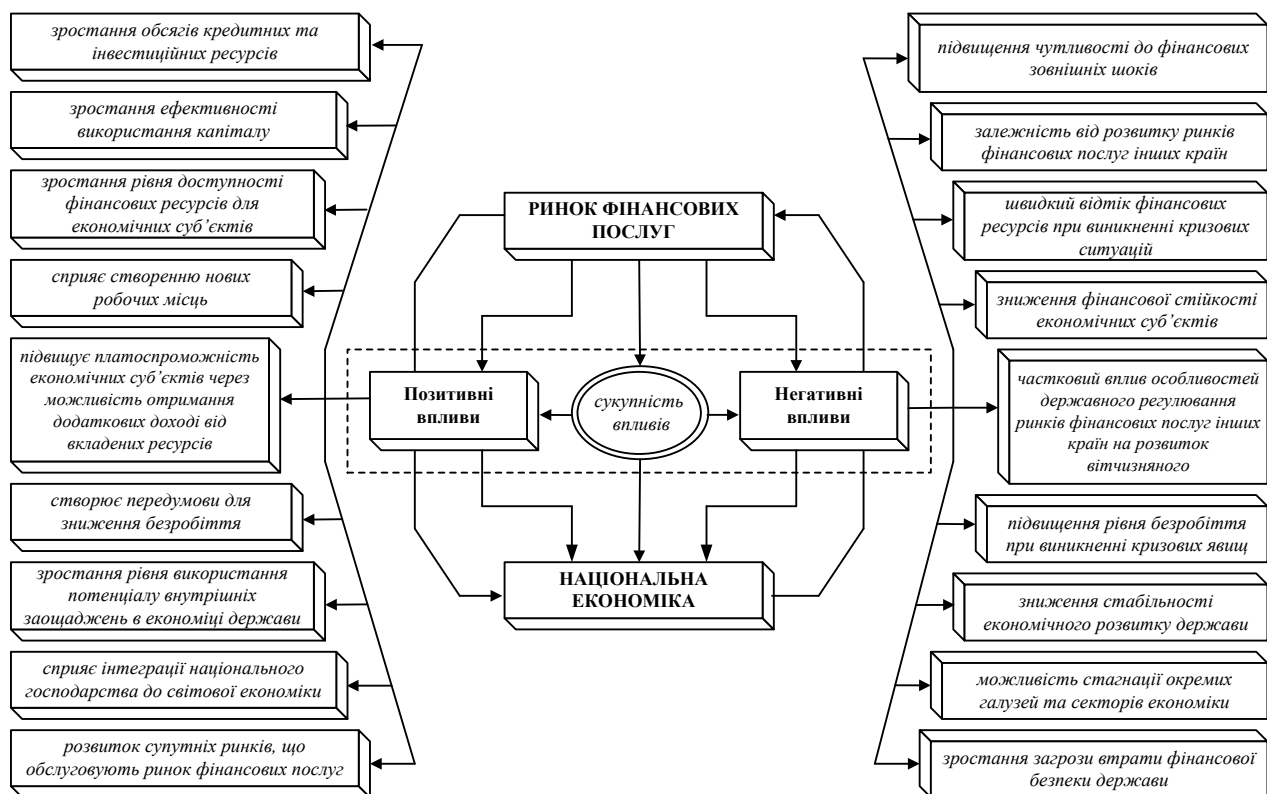 зростання обсягів кредитних та
інвестиційних ресурсів
зростання ефективності
використання капіталу
зростання рівня доступності
фінансових ресурсів для
економічних суб’єктів
сприяє створенню нових
робочих місць
підвищує платоспроможність
економічних суб’єктів через
можливість отримання
додаткових доході від
вкладених ресурсів
створює передумови для
зниження безробіття
зростання рівня використання
потенціалу внутрішніх
заощаджень в економіці держави
сприяє інтеграції національного
господарства до світової економіки
розвиток супутніх ринків, що
обслуговують ринок фінансових послуг
РИНОК ФІНАНСОВИХ
ПОСЛУГ
Позитивні
впливи
сукупність
впливів
Негативні
впливи
НАЦІОНАЛЬНА
ЕКОНОМІКА
підвищення чутливості до фінансових
зовнішніх шоків
залежність від розвитку ринків
фінансових послуг інших країн
швидкий відтік фінансових
ресурсів при виникненні кризових
ситуацій
зниження фінансової стійкості
економічних суб’єктів
частковий вплив особливостей
державного регулювання
ринків фінансових послуг інших
країн на розвиток
вітчизняного
підвищення рівня безробіття
при виникненні кризових явищ
зниження стабільності
економічного розвитку держави
можливість стагнації окремих
галузей та секторів економіки
зростання загрози втрати фінансової
безпеки держави